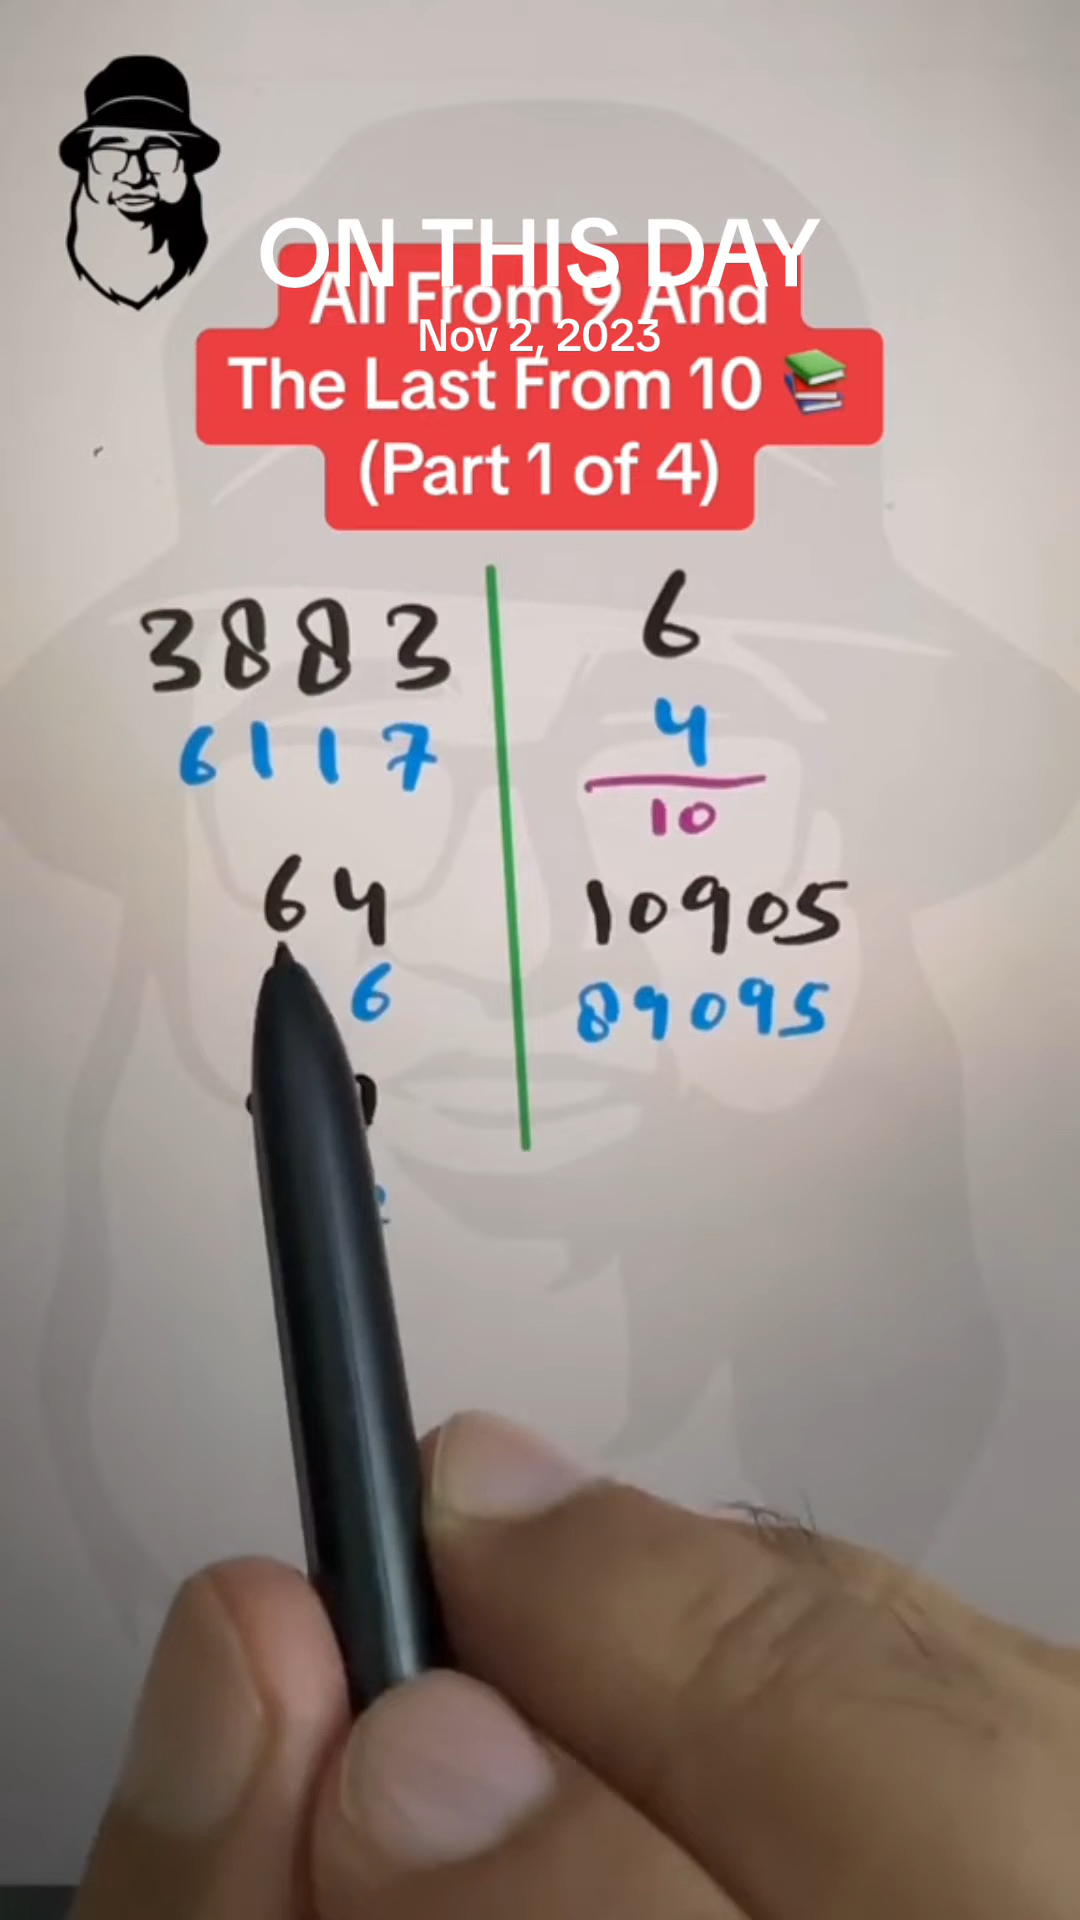 ON THIS DAY
All From 9 And
Nov 2, 2023
The Last From 10 📚
(Part 1 of 4)
3883
6117
64
6
6
4
10
10905
89095